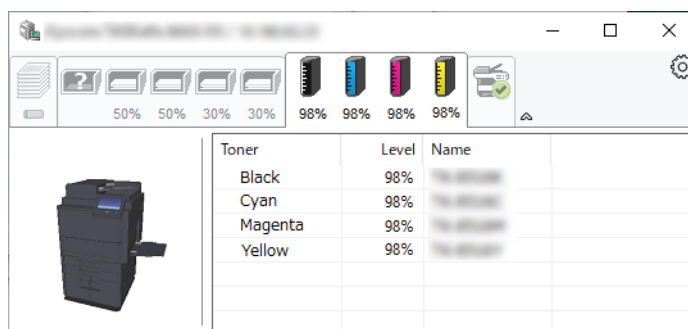 50% 50% 30% 30% 98% 98% 98% 98%
Toner Level Name
Black 98%
Cyan 98%
Magenta 98%
Yellow 98%